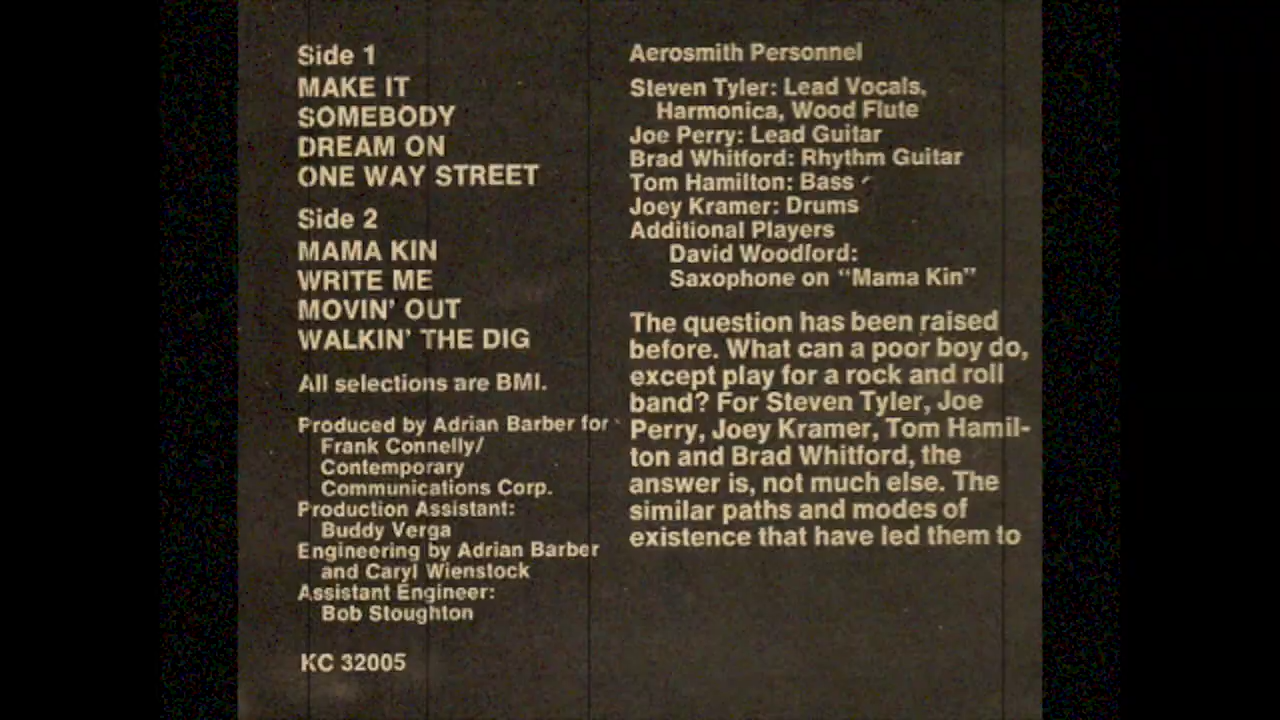 Side 1
MAKE IT
SOMEBODY
DREAM ON
ONE WAY STREET
Side 2
MAMA KIN
WRITE ME
MOVIN' OUT
WALKIN' THE DIG
All selections are BMI.
Produced by Adrian Barber for
Frank Connelly/
Contemporary
Communications Corp.
Production Assistant:
Buddy Verga
Engineering by Adrian Barber
and Caryl Wienstock
Assistant Engineer:
Bob Stoughton
KC 32005
Aerosmith Personnel
Steven Tyler: Lead Vocals,
Harmonica, Wood Flute
Joe Perry: Lead Guitar
Brad Whitford: Rhythm Guitar
Tom Hamilton: Bass
Joey Kramer: Drums
Additional Players
David Woodford:
Saxophone on “Mama Kin”
The question has been raised
before. What can a poor boy do,
except play for a rock and roll
band? For Steven Tyler, Joe
Perry, Joey Kramer, Tom Hamil-
ton and Brad Whitford, the
answer is, not much else. The
similar paths and modes of
existence that have led them to